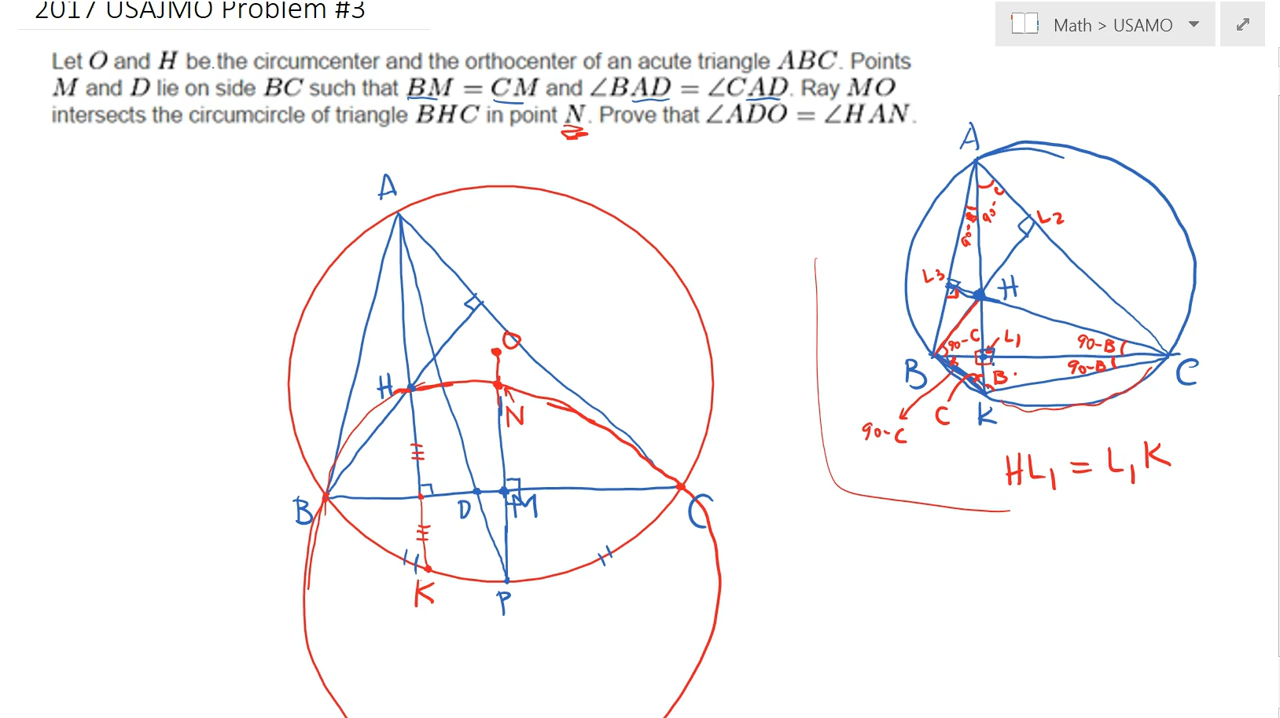 2017 USAJMO Problem #3
Math > USAMO
Let O and H be.the circumcenter and the orthocenter of an acute triangle ABC. Points
M and D lie on side BC such that BM = CM and ∠BAD = ∠CAD. Ray MO
intersects the circumcircle of triangle BHC in point N. Prove that ∠ADO = ∠HAN.
A
O
H
N
B
D
M
C
K
P
A
90-B
90-C
L2
L3
H
90-C
L1
90-B
90-B
B
B
C
90-C
C
K
HL1 = L1K